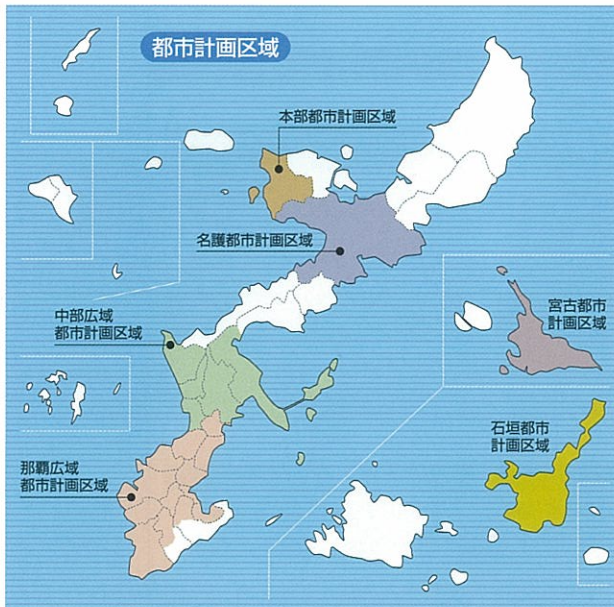 都市計画区域
本部都市計画区域
名護都市計画区域
中部広域
都市計画区域
宮古都市
計画区域
石垣都市
計画区域
那覇広域
都市計画区域